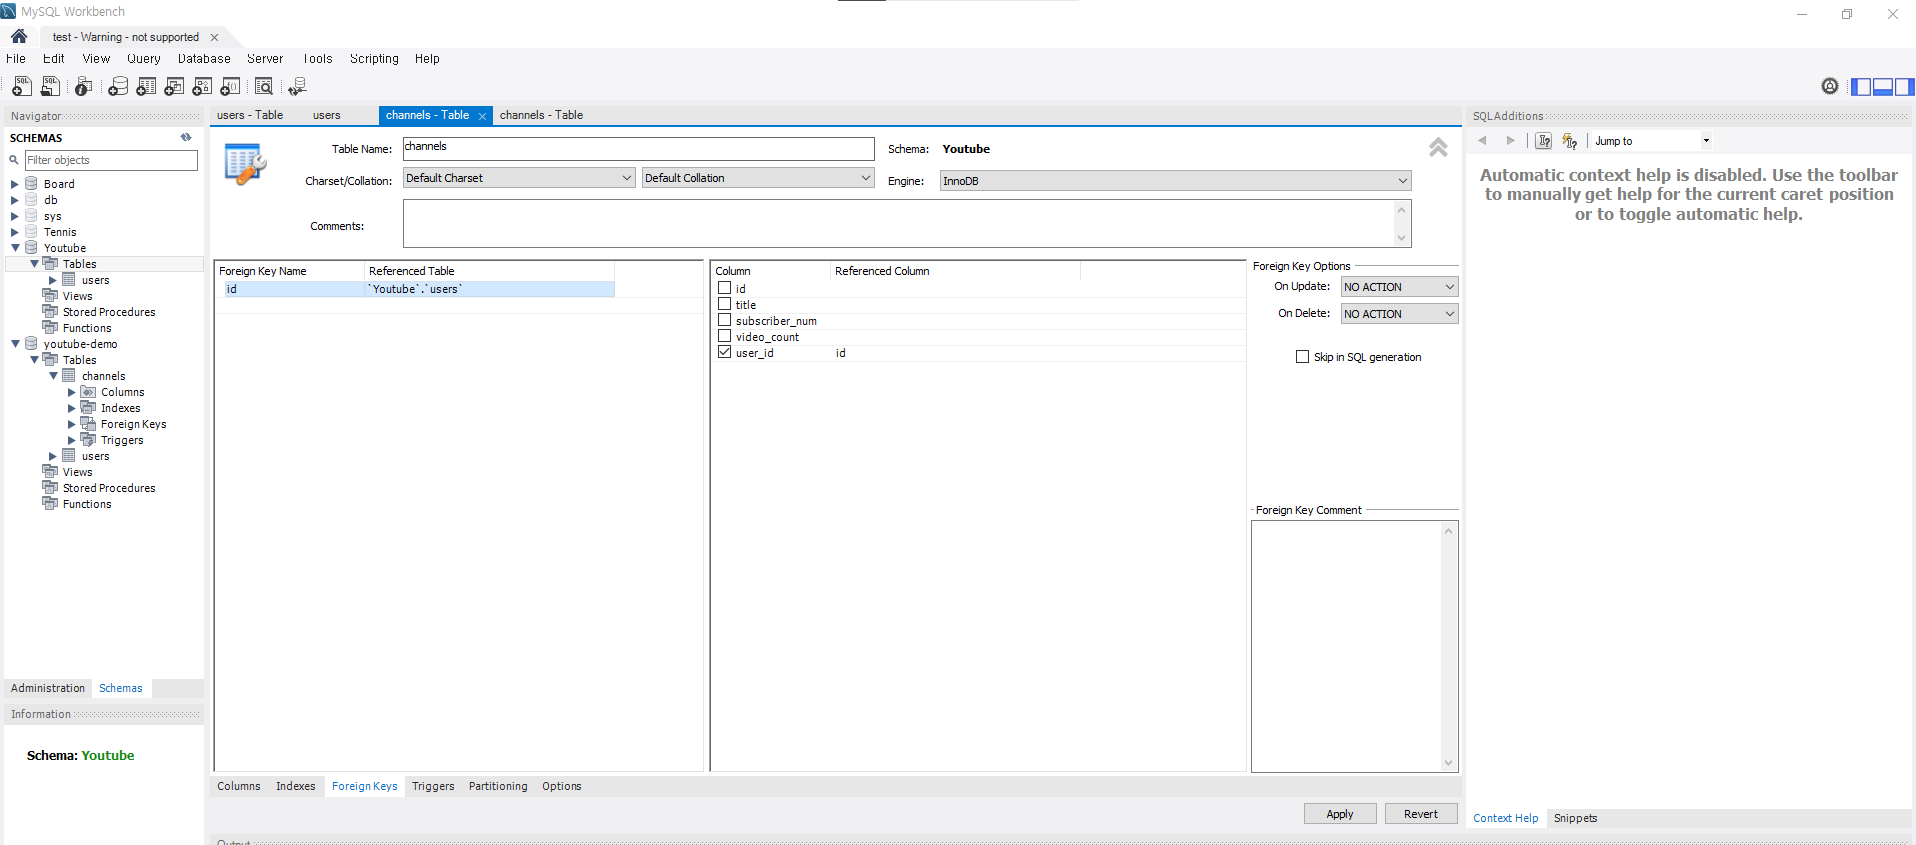 MySQL Workbench
test - Warning - not supported
File Edit View Query Database Server Tools Scripting Help
Navigator
SCHEMAS
Filter objects
Board
db
sys
Tennis
Youtube
Tables
users
Views
Stored Procedures
Functions
youtube-demo
Tables
channels
Columns
Indexes
Foreign Keys
Triggers
users
Views
Stored Procedures
Functions
Administration Schemas
Information
Schema: Youtube
users - Table users channels - Table channels - Table
Table Name: channels Schema: Youtube
Charset/Collation: Default Charset Default Collation Engine: InnoDB
Comments:
Foreign Key Name Referenced Table
id `Youtube`.`users`
Column Referenced Column
id
title
subscriber_num
video_count
user_id id
Foreign Key Options
On Update: NO ACTION
On Delete: NO ACTION
Skip in SQL generation
Foreign Key Comment
Columns Indexes Foreign Keys Triggers Partitioning Options
Apply Revert
Output
SQLAdditions
Jump to
Automatic context help is disabled. Use the toolbar
to manually get help for the current caret position
or to toggle automatic help.
Context Help Snippets